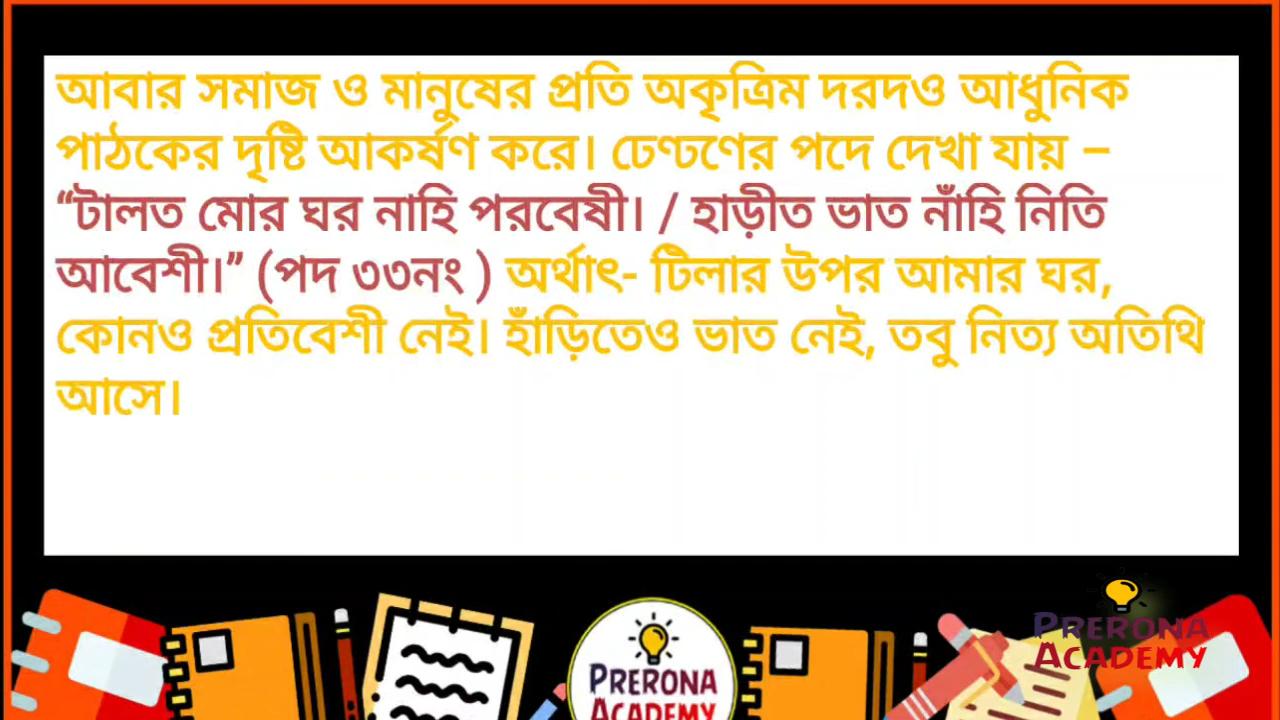 আবার সমাজ ও মানুষের প্রতি অকৃত্রিম দরদও আধুনিক
পাঠকের দৃষ্টি আকর্ষণ করে। ঢেণ্ঢণের পদে দেখা যায় –
“টালত মোর ঘর নাহি পরবেষী। / হাড়ীত ভাত নাঁহি নিতি
আবেশী।” (পদ ৩৩নং ) অর্থাৎ- টিলার উপর আমার ঘর,
কোনও প্রতিবেশী নেই। হাঁড়িতেও ভাত নেই, তবু নিত্য অতিথি
আসে।
PRERONA
ACADEMY
PRERONA
ACADEMY